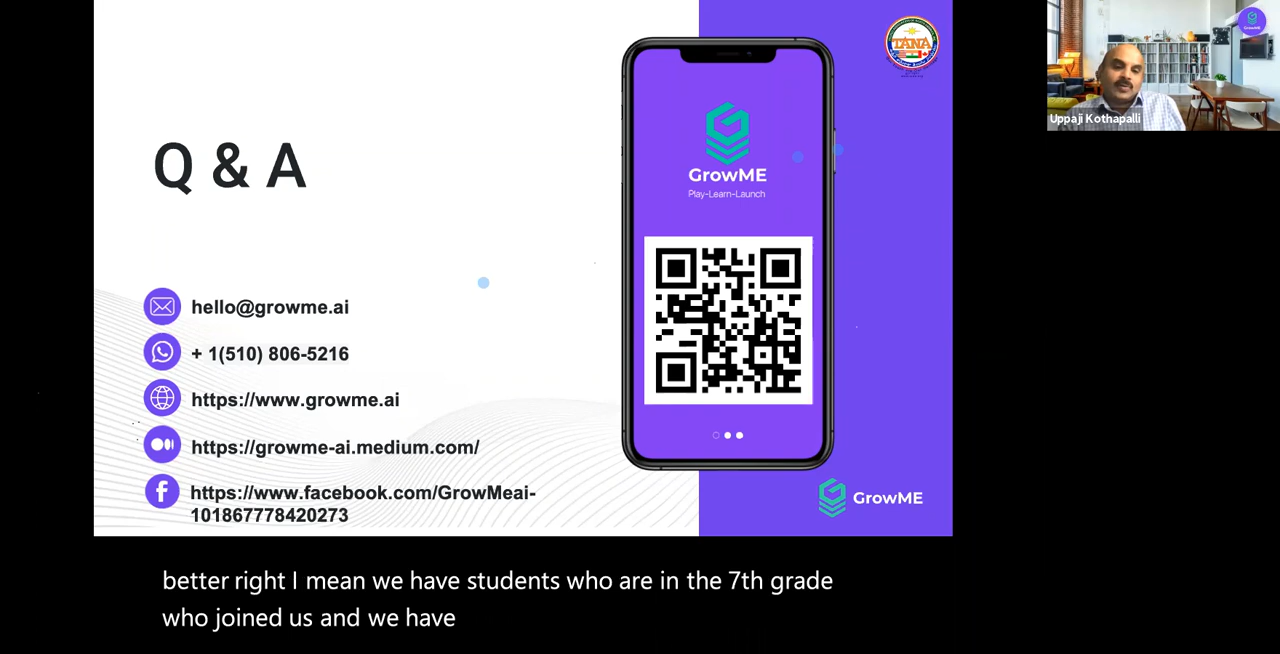 Q & A
hello@growme.ai
+ 1(510) 806-5216
https://www.growme.ai
https://growme-ai.medium.com/
https://www.facebook.com/GrowMeai-
101867778420273
GrowME
Play-Learn-Launch
TANA
GrowME
GrowME
Uppaji Kothapalli
better right I mean we have students who are in the 7th grade
who joined us and we have